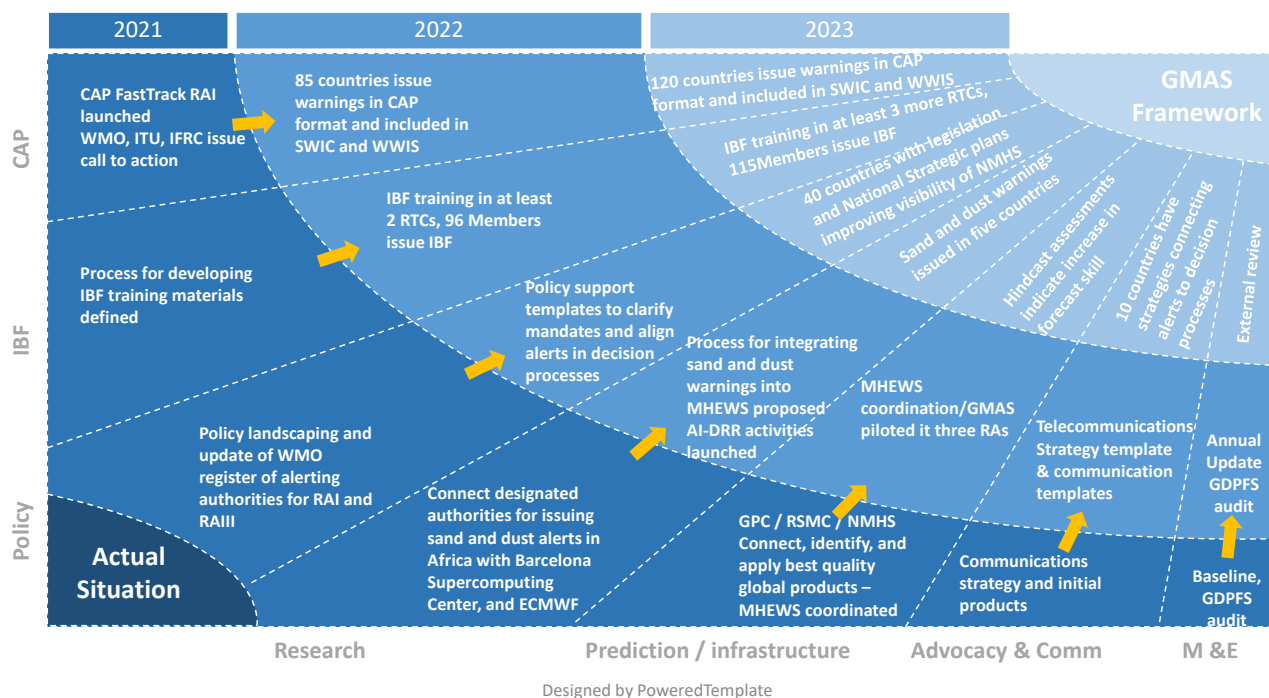 2021
2022
2023
CAP
IBF
Policy
CAP FastTrack RAI
launched
WMO, ITU, IFRC issue
call to action
85 countries issue
warnings in CAP
format and included in
SWIC and WWIS
120 countries issue warnings in CAP
format and included in SWIC and WWIS
GMAS
Framework
Process for developing
IBF training materials
defined
IBF training in at least
2 RTCs, 96 Members
issue IBF
IBF training in at least 3 more RTCs,
115Members issue IBF
Policy landscaping and
update of WMO
register of alerting
authorities for RAI and
RAIII
Policy support
templates to clarify
mandates and align
alerts in decision
processes
40 countries with legislation
and National Strategic plans
improving visibility of NMHS
Connect designated
authorities for issuing
sand and dust alerts in
Africa with Barcelona
Supercomputing
Center, and ECMWF
Process for integrating
sand and dust
warnings into
MHEWS proposed
AI-DRR activities
launched
Sand and dust warnings
issued in five countries
GPC / RSMC / NMHS
Connect, identify, and
apply best quality
global products –
MHEWS coordinated
MHEWS
coordination/GMAS
piloted it three RAs
Hindcast assessments
indicate increase in
forecast skill
Communications
strategy and initial
products
Telecommunications
Strategy template
& communication
templates
10 countries have
strategies connecting
alerts to decision
processes
Baseline,
GDPFS
audit
Annual
Update
GDPFS
audit
External review
Actual
Situation
Research
Prediction / infrastructure
Advocacy & Comm
M &E
Designed by PoweredTemplate